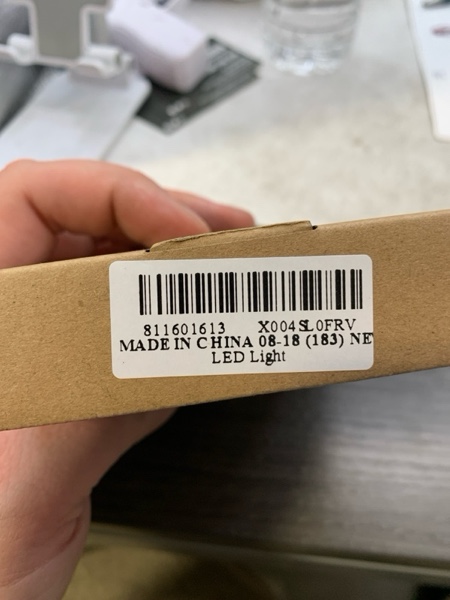 811601613 X004SL0FRV
MADE IN CHINA 08-18 (183) NE
LED Light